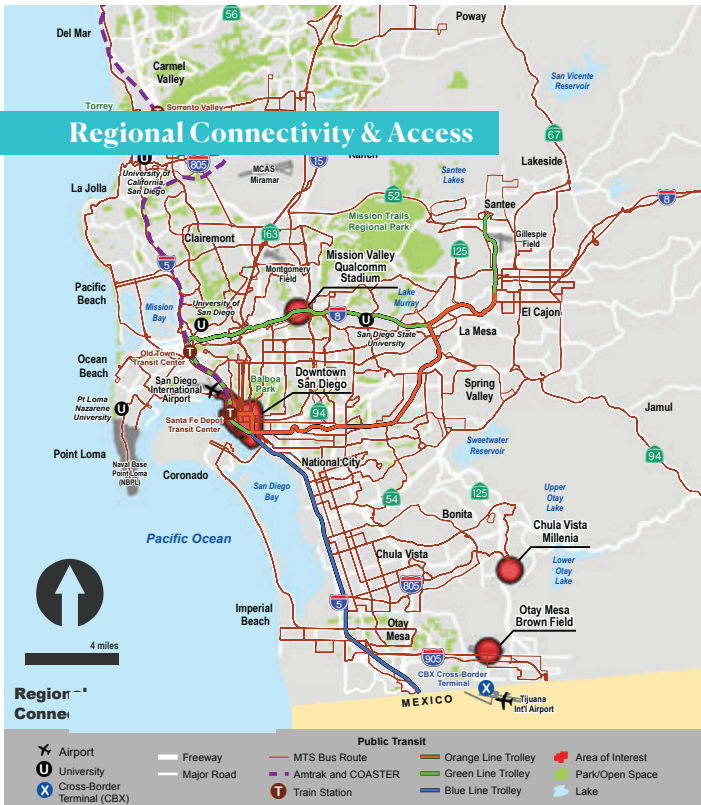 56
Poway
Del Mar
Carmel
Valley
San Vicente
Reservoir
Torrey
Sorrento Valley
Regional Connectivity & Access
67
Ranch
Lakeside
805
15
MCAS
Miramar
University of
California,
San Diego
Santee
Lakes
La Jolla
52
8
Santee
Mission Trails
Regional Park
Clairemont
163
Gillespie
Field
125
5
Montgomery
Field
Mission Valley
Qualcomm
Stadium
Pacific
Beach
Mission
Bay
University of
San Diego
Lake
Murray
8
El Cajon
San Diego State
University
La Mesa
Old Town
Transit Center
Ocean
Beach
San Diego
International
Airport
Balboa
Park
Downtown
San Diego
Spring
Valley
Pt Loma
Nazarene
University
94
Jamul
Santa Fe Depot
Transit Center
Sweetwater
Reservoir
Point Loma
94
Naval Base
Point Loma
(NBPL)
Coronado
National City
San Diego
Bay
54
125
Upper
Otay
Lake
Bonita
Chula Vista
Millenia
Pacific Ocean
Chula Vista
Lower
Otay
Lake
805
5
Imperial
Beach
Otay
Mesa
Otay Mesa
Brown Field
4 miles
905
CBX Cross-Border
Terminal
X
MEXICO
Tijuana
Int'l Airport
Public Transit
Airport
U University
X Cross-Border
Terminal (CBX)
Freeway
Major Road
MTS Bus Route
Amtrak and COASTER
T Train Station
Orange Line Trolley
Green Line Trolley
Blue Line Trolley
Area of Interest
Park/Open Space
Lake